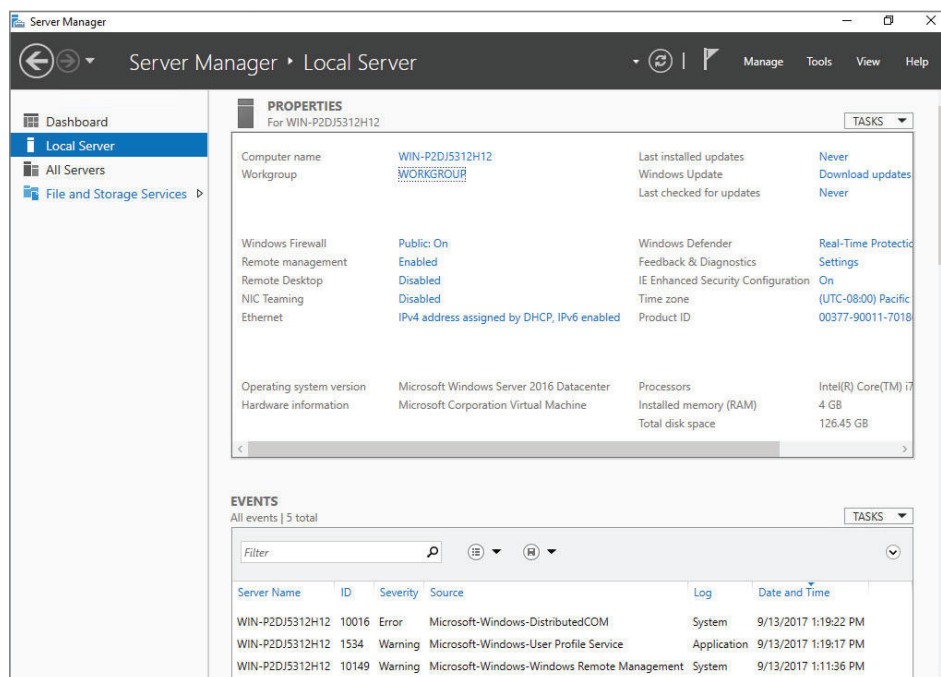 Server Manager
Server Manager • Local Server
Manage Tools View Help
Dashboard
Local Server
All Servers
File and Storage Services
PROPERTIES
For WIN-P2DJ5312H12
TASKS
Computer name WIN-P2DJ5312H12 Last installed updates Never
Workgroup WORKGROUP Windows Update Download updates
Last checked for updates Never
Windows Firewall Public: On Windows Defender Real-Time Protectic
Remote management Enabled Feedback & Diagnostics Settings
Remote Desktop Disabled IE Enhanced Security Configuration On
NIC Teaming Disabled Time zone (UTC-08:00) Pacific
Ethernet IPv4 address assigned by DHCP, IPv6 enabled Product ID 00377-90011-7018
Operating system version Microsoft Windows Server 2016 Datacenter Processors Intel(R) Core(TM) i7
Hardware information Microsoft Corporation Virtual Machine Installed memory (RAM) 4 GB
Total disk space 126.45 GB
EVENTS
All events | 5 total
TASKS
Filter
Server Name ID Severity Source Log Date and Time
WIN-P2DJ5312H12 10016 Error Microsoft-Windows-DistributedCOM System 9/13/2017 1:19:22 PM
WIN-P2DJ5312H12 1534 Warning Microsoft-Windows-User Profile Service Application 9/13/2017 1:19:17 PM
WIN-P2DJ5312H12 10149 Warning Microsoft-Windows-Windows Remote Management System 9/13/2017 1:11:36 PM